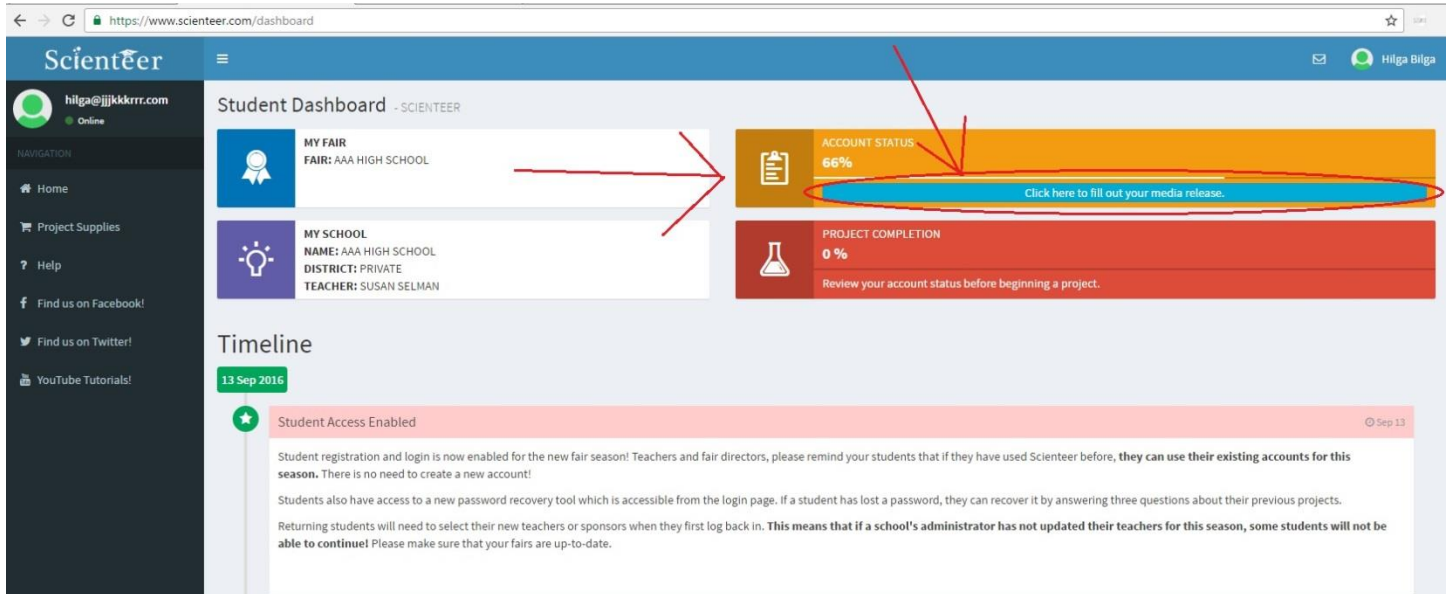 https://www.scienteer.com/dashboard
Scienteer
Hilga Bilga
hilga@jjjkkkrrr.com
Online
NAVIGATION
Home
Project Supplies
? Help
Find us on Facebook!
Find us on Twitter!
YouTube Tutorials!
Student Dashboard - SCIENTEER
MY FAIR
FAIR: AAA HIGH SCHOOL
ACCOUNT STATUS
66%
Click here to fill out your media release.
MY SCHOOL
NAME: AAA HIGH SCHOOL
DISTRICT: PRIVATE
TEACHER: SUSAN SELMAN
PROJECT COMPLETION
0 %
Review your account status before beginning a project.
Timeline
13 Sep 2016
Student Access Enabled
Sep 13
Student registration and login is now enabled for the new fair season! Teachers and fair directors, please remind your students that if they have used Scienteer before, they can use their existing accounts for this
season. There is no need to create a new account!
Students also have access to a new password recovery tool which is accessible from the login page. If a student has lost a password, they can recover it by answering three questions about their previous projects.
Returning students will need to select their new teachers or sponsors when they first log back in. This means that if a school's administrator has not updated their teachers for this season, some students will not be
able to continue! Please make sure that your fairs are up-to-date.